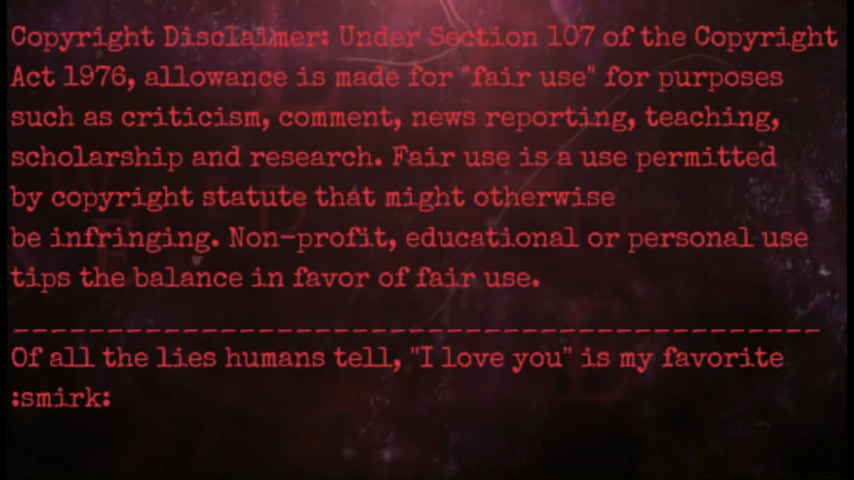 Copyright Disclaimer: Under Section 107 of the Copyright
Act 1976, allowance is made for "fair use" for purposes
such as criticism, comment, news reporting, teaching,
scholarship and research. Fair use is a use permitted
by copyright statute that might otherwise
be infringing. Non-profit, educational or personal use
tips the balance in favor of fair use.
____________________________________________
Of all the lies humans tell, "I love you" is my favorite
:smirk: